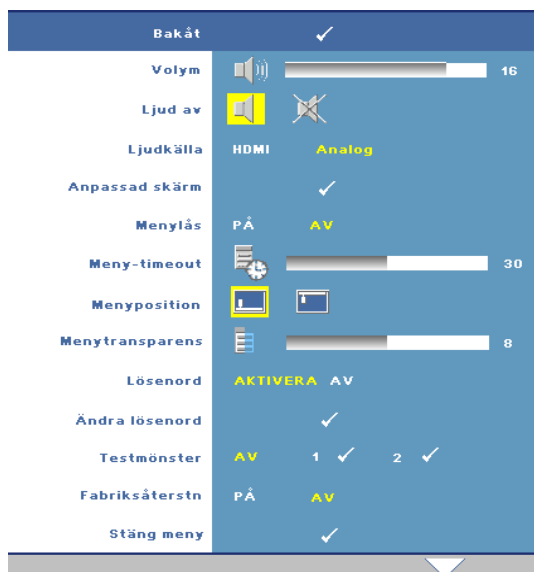 Bakåt
Volym 16
Ljud av
Ljudkälla HDMI Analog
Anpassad skärm
Menylås PÅ AV
Meny-timeout 30
Menyposition
Menytransparens 8
Lösenord AKTIVERA AV
Ändra lösenord
Testmönster AV 1 2
Fabriksåterstn PÅ AV
Stäng meny